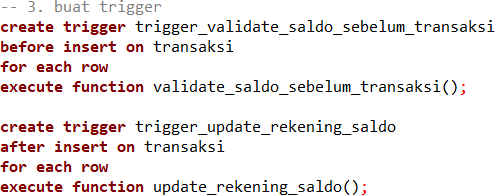 -- 3. buat trigger
create trigger trigger_validate_saldo_sebelum_transaksi
before insert on transaksi
for each row
execute function validate_saldo_sebelum_transaksi();
create trigger trigger_update_rekening_saldo
after insert on transaksi
for each row
execute function update_rekening_saldo();